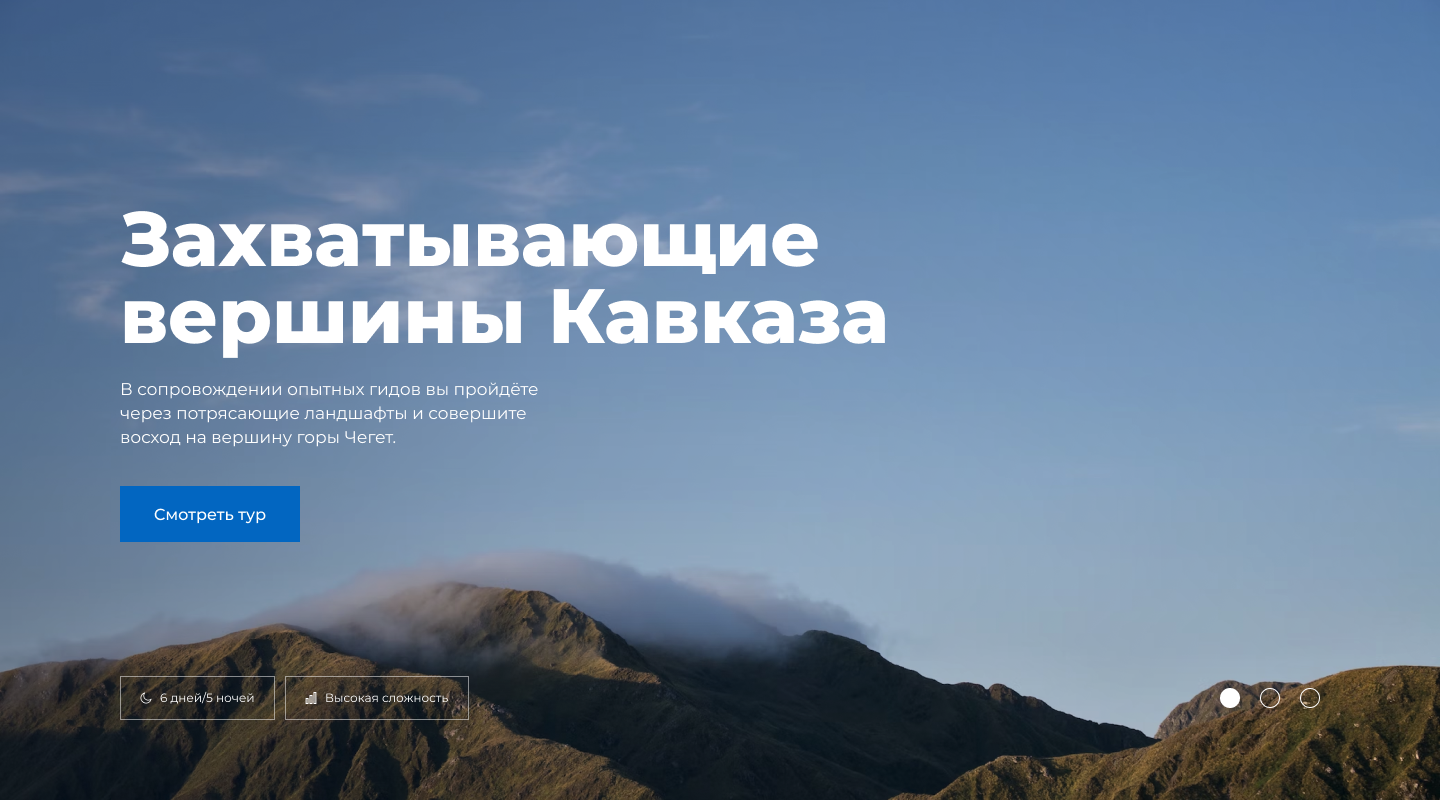 Захватывающие
вершины Кавказа
В сопровождении опытных гидов вы пройдёте
через потрясающие ландшафты и совершите
восход на вершину горы Чегет.
Смотреть тур
6 дней/5 ночей
Высокая сложность